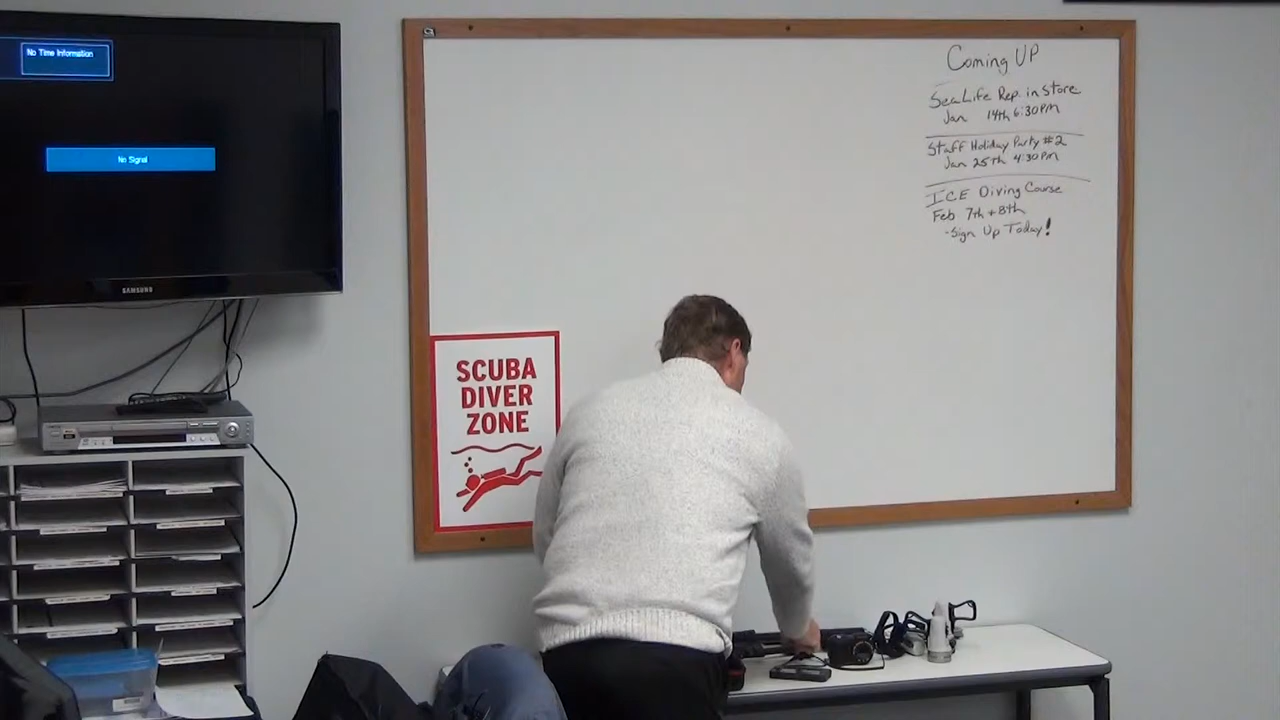 No Time Information
No Signal
SAMSUNG
Coming UP
SeaLife Rep. in Store
Jan 14th 6:30PM
Staff Holiday Party #2
Jan 25th 4:30PM
ICE Diving Course
Feb 7th + 8th
-Sign Up Today!
SCUBA
DIVER
ZONE